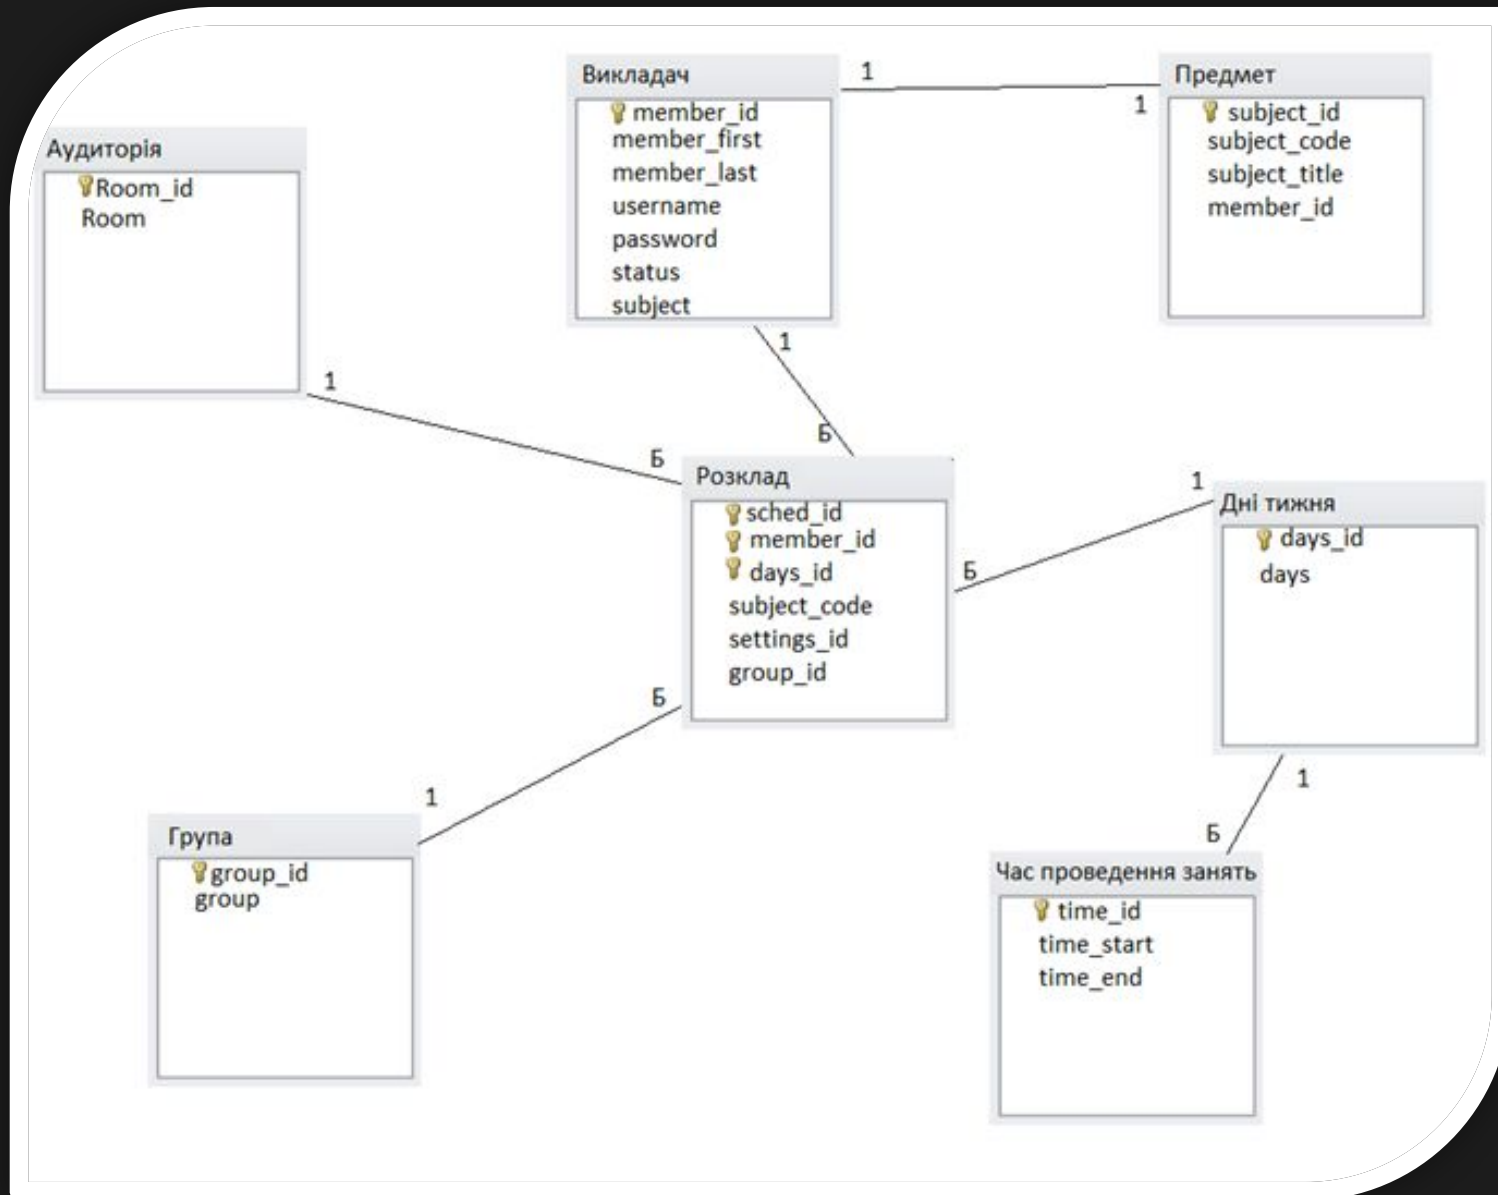 Викладач
member_id
member_first
member_last
username
password
status
subject
1
1
Предмет
subject_id
subject_code
subject_title
member_id
Аудиторія
Room_id
Room
1
Б
1
Б
Розклад
sched_id
member_id
days_id
subject_code
settings_id
group_id
1
Б
Дні тижня
days_id
days
Б
1
Група
group_id
group
1
Б
Час проведення занять
time_id
time_start
time_end